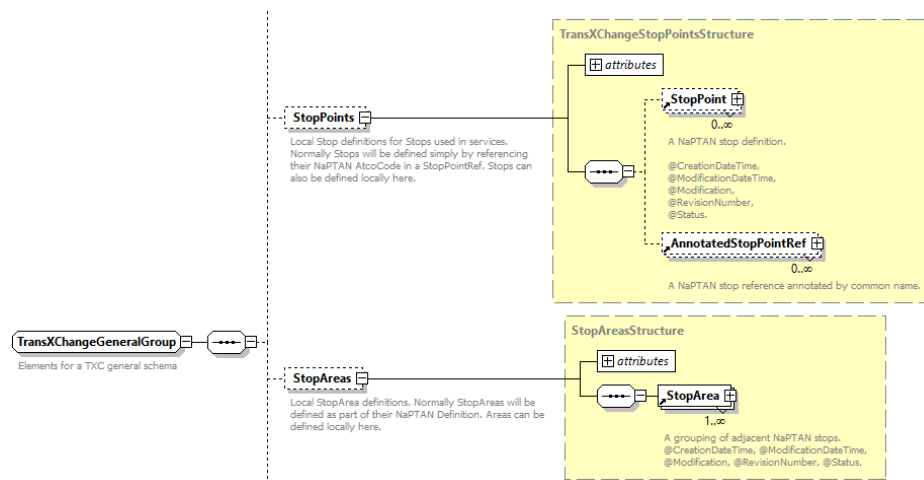 TransXChangeStopPointsStructure
attributes
StopPoint
0..∞
A NaPTAN stop definition.
@CreationDateTime,
@ModificationDateTime,
@Modification,
@RevisionNumber,
@Status.
AnnotatedStopPointRef
0..∞
A NaPTAN stop reference annotated by common name.
StopPoints
Local Stop definitions for Stops used in services.
Normally Stops will be defined simply by referencing
their NaPTAN AtcoCode in a StopPointRef. Stops can
also be defined locally here.
TransXChangeGeneralGroup
Elements for a TXC general schema
StopAreasStructure
attributes
StopArea
1..∞
A grouping of adjacent NaPTAN stops.
@CreationDateTime, @ModificationDateTime,
@Modification, @RevisionNumber, @Status.
StopAreas
Local StopArea definitions. Normally StopAreas will be
defined as part of their NaPTAN Definition. Areas can be
defined locally here.